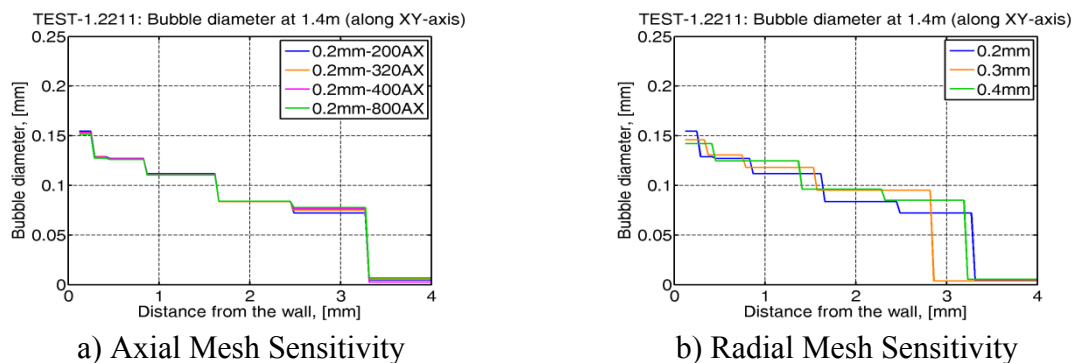 TEST-1.2211: Bubble diameter at 1.4m (along XY-axis)
0.25
0.2
0.15
0.1
0.05
0
Bubble diameter, [mm]
0.2mm-200AX
0.2mm-320AX
0.2mm-400AX
0.2mm-800AX
0 1 2 3 4
Distance from the wall, [mm]
a) Axial Mesh Sensitivity
TEST-1.2211: Bubble diameter at 1.4m (along XY-axis)
0.25
0.2
0.15
0.1
0.05
0
Bubble diameter, [mm]
0.2mm
0.3mm
0.4mm
0 1 2 3 4
Distance from the wall, [mm]
b) Radial Mesh Sensitivity